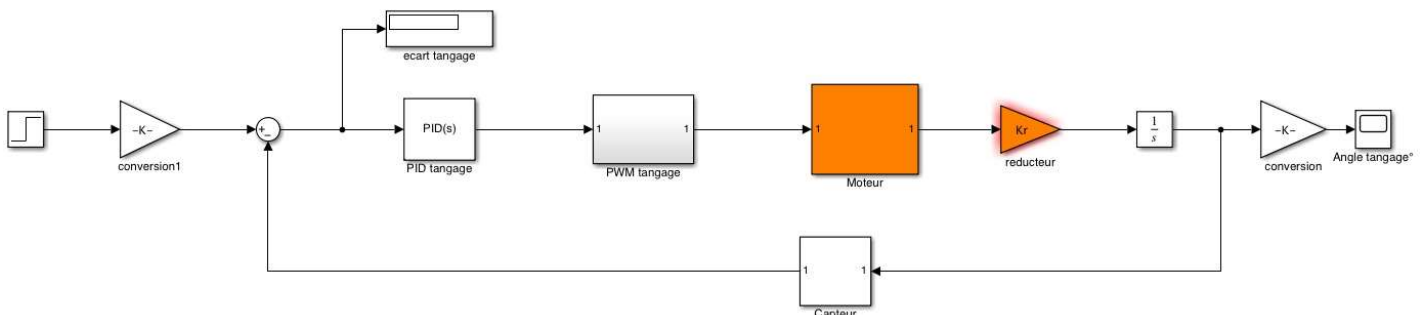 ecart tangage
-K-
conversion1
+
-
PID(s)
PID tangage
1
1
PWM tangage
1
1
Moteur
Kr
reducteur
1
s
-K-
conversion
Angle tangage°
1
1
Capteur